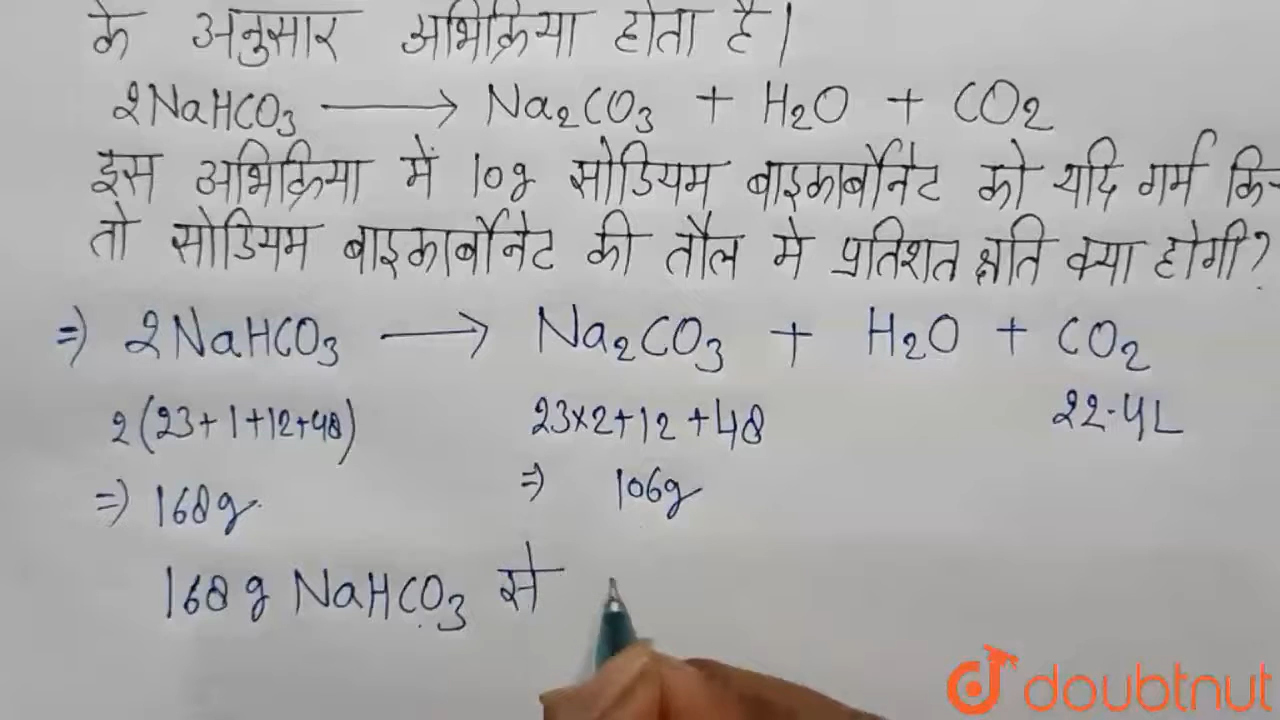 के अनुसार अभिक्रिया होता है।
2NaHCO₃ ⟶ Na₂CO₃ + H₂O + CO₂
इस अभिक्रिया में 10g सोडियम बाइकार्बोनेट को यदि गर्म कि
तो सोडियम बाइकार्बोनेट की तौल मे प्रतिशत क्षति क्या होगी?
⇒) 2NaHCO₃ ⟶ Na₂CO₃ + H₂O + CO₂
2(23+1+12+48) 23×2+12+48 22.4L
⇒) 168g. ⇒) 106g
168 g NaHCO₃ से
doubtnut